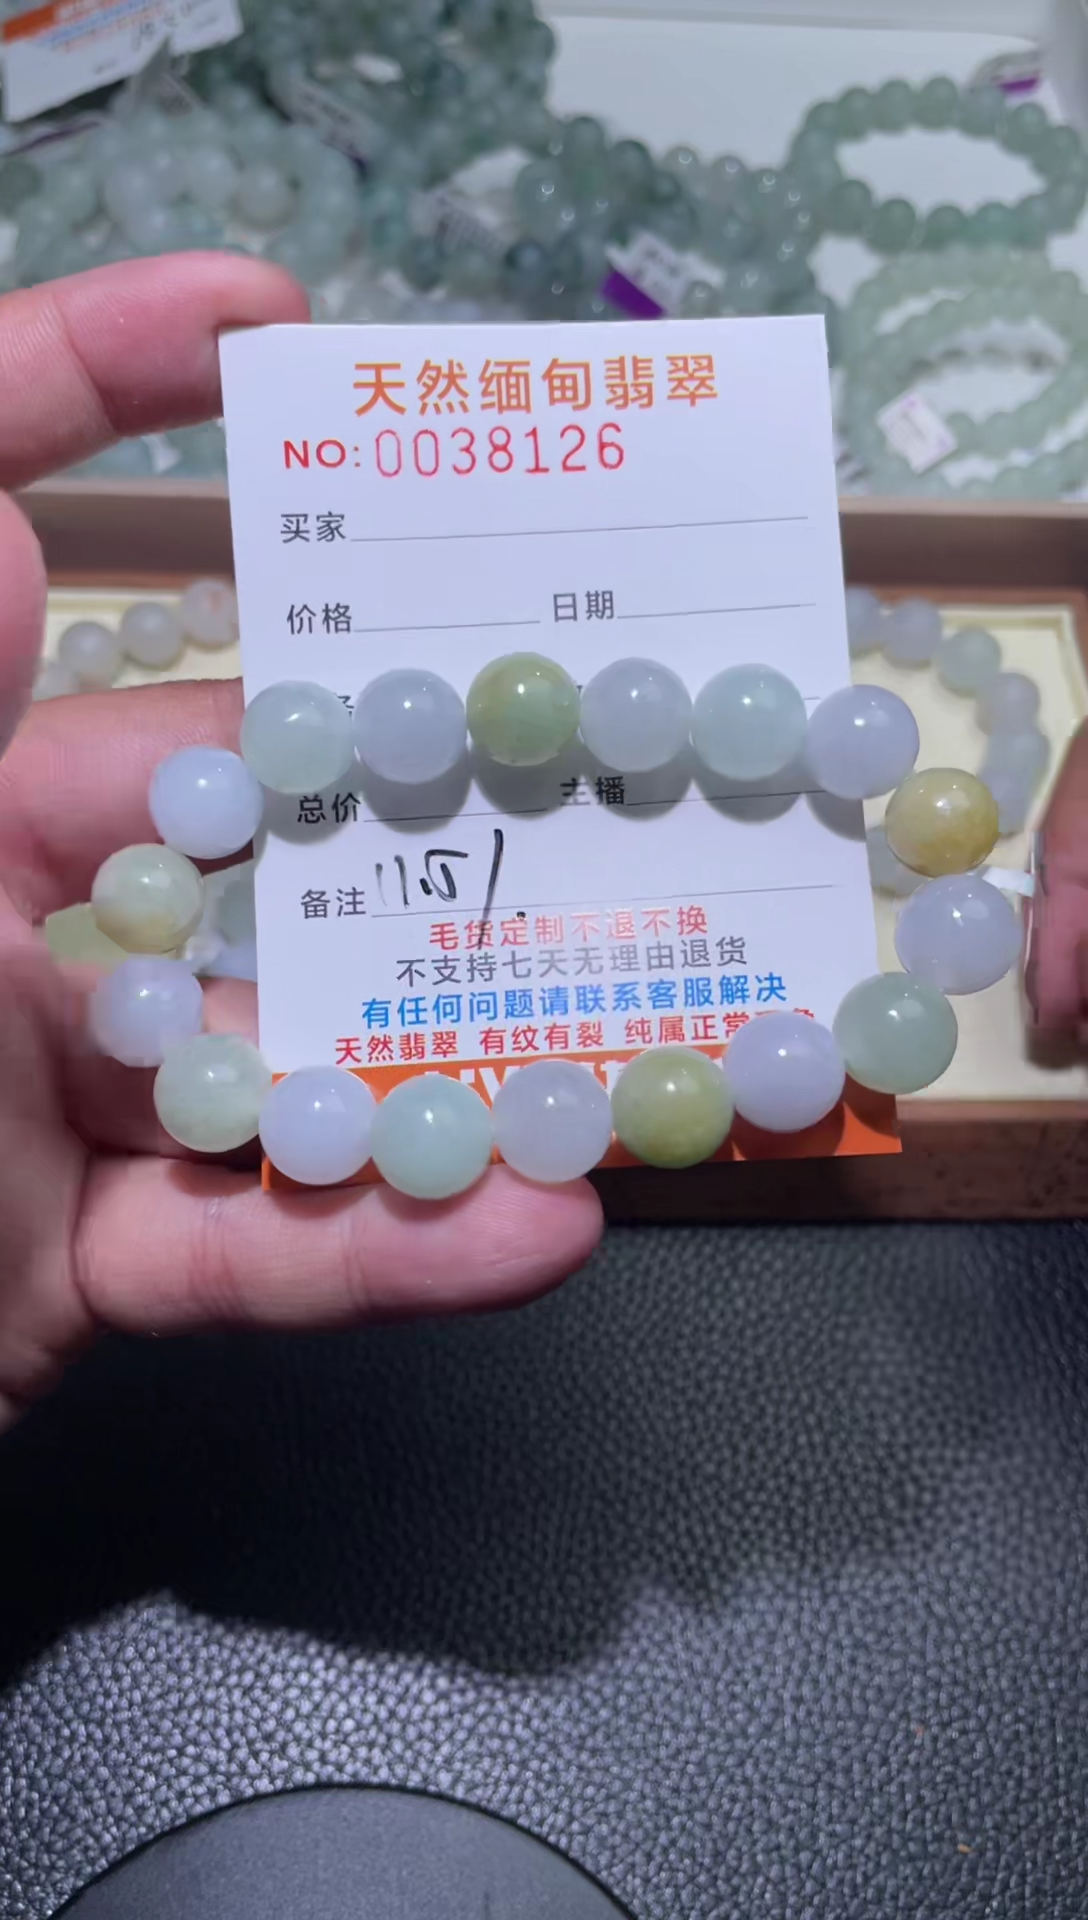 天然缅甸翡翠
NO: 0038126
买家
价格 日期
总价 主播
备注 11.5
毛货定制不退不换
不支持七天无理由退货
有任何问题请联系客服解决
天然翡翠 有纹有裂 纯属正常